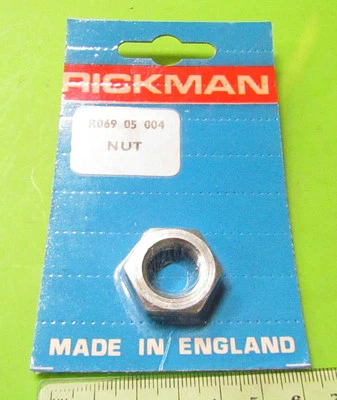 RICKMAN
R069 05 004
NUT
MADE IN ENGLAND